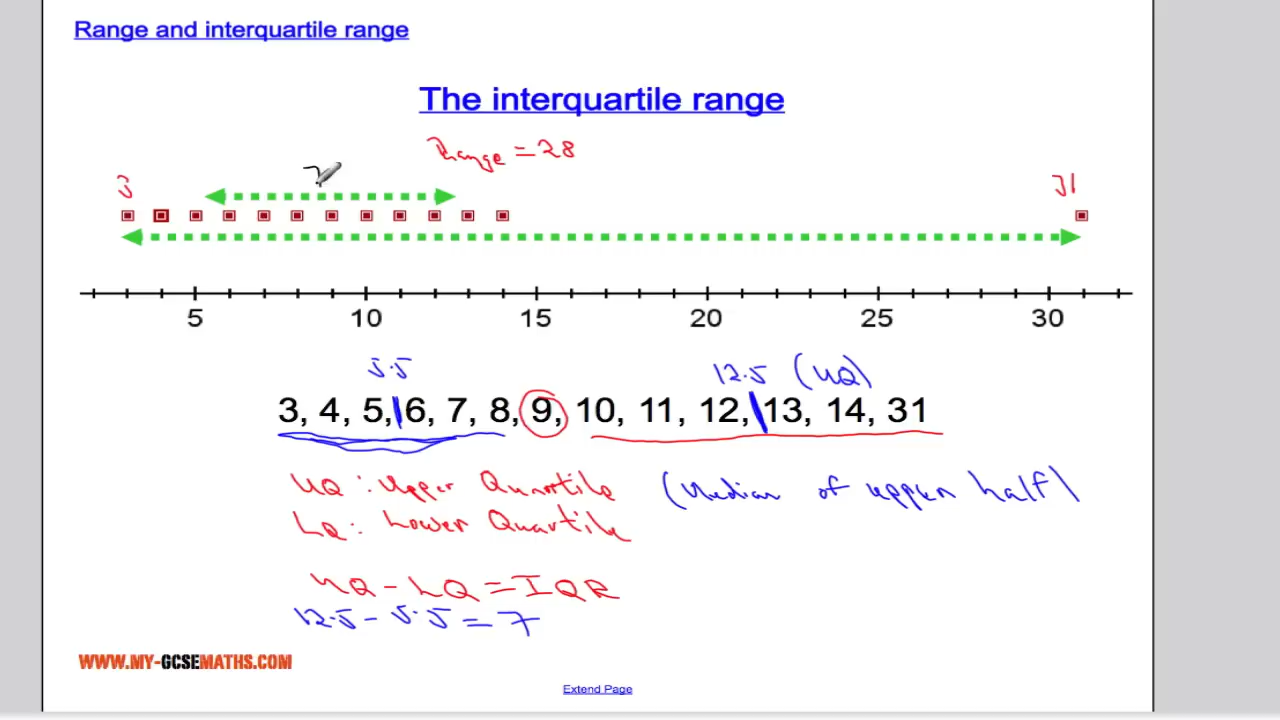 Range and interquartile range
The interquartile range
Range = 28
7
3
31
5 10 15 20 25 30
5.5
12.5 (UQ)
3, 4, 5, 6, 7, 8, 9, 10, 11, 12, 13, 14, 31
UQ : Upper Quartile (Median of upper half)
LQ : Lower Quartile
UQ - LQ = IQR
12.5 - 5.5 = 7
WWW.MY-GCSEMATHS.COM
Extend Page